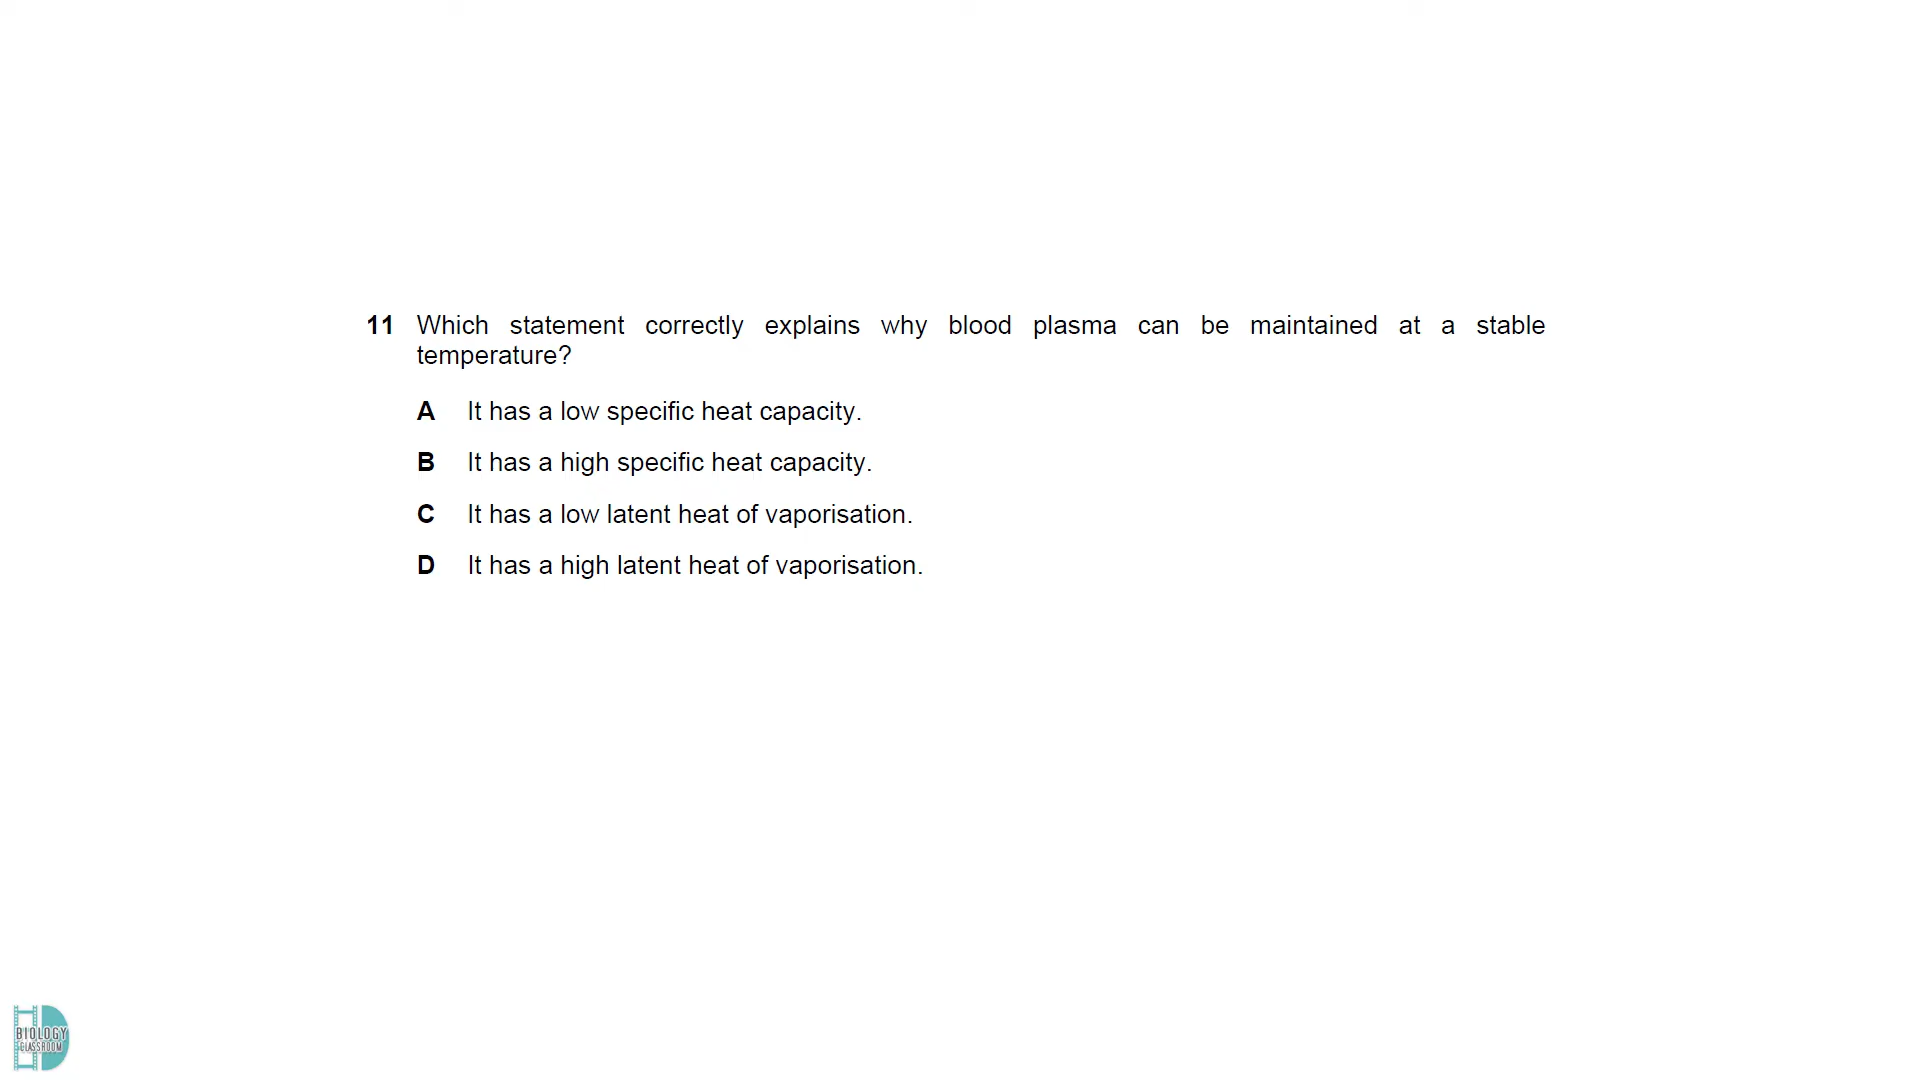 11 Which statement correctly explains why blood plasma can be maintained at a stable
temperature?
A It has a low specific heat capacity.
B It has a high specific heat capacity.
C It has a low latent heat of vaporisation.
D It has a high latent heat of vaporisation.
BIOLOGY
CLASSROOM